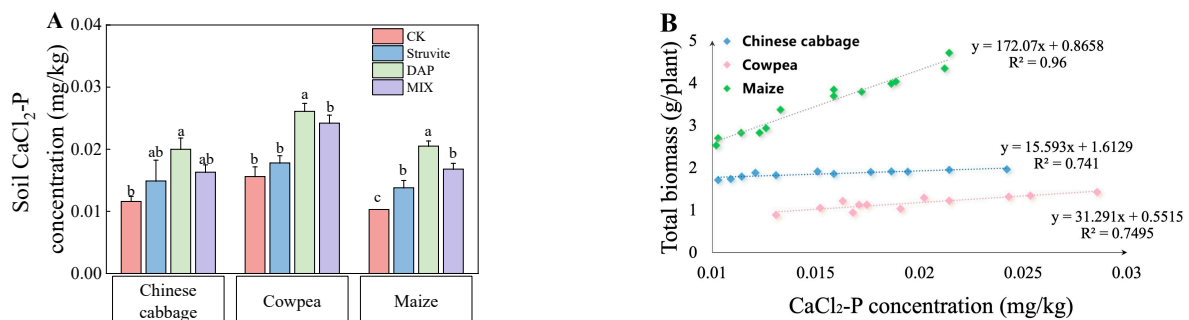 A
Soil CaCl2-P
concentration (mg/kg)
0.04
0.03
0.02
0.01
0.00
CK
Struvite
DAP
MIX
b
ab
a
ab
b
b
a
b
c
b
a
b
Chinese
cabbage
Cowpea
Maize
B
Total biomass (g/plant)
5
4
3
2
1
0
Chinese cabbage
Cowpea
Maize
y = 172.07x + 0.8658
R² = 0.96
y = 15.593x + 1.6129
R² = 0.741
y = 31.291x + 0.5515
R² = 0.7495
0.01
0.015
0.02
0.025
0.03
CaCl2-P concentration (mg/kg)